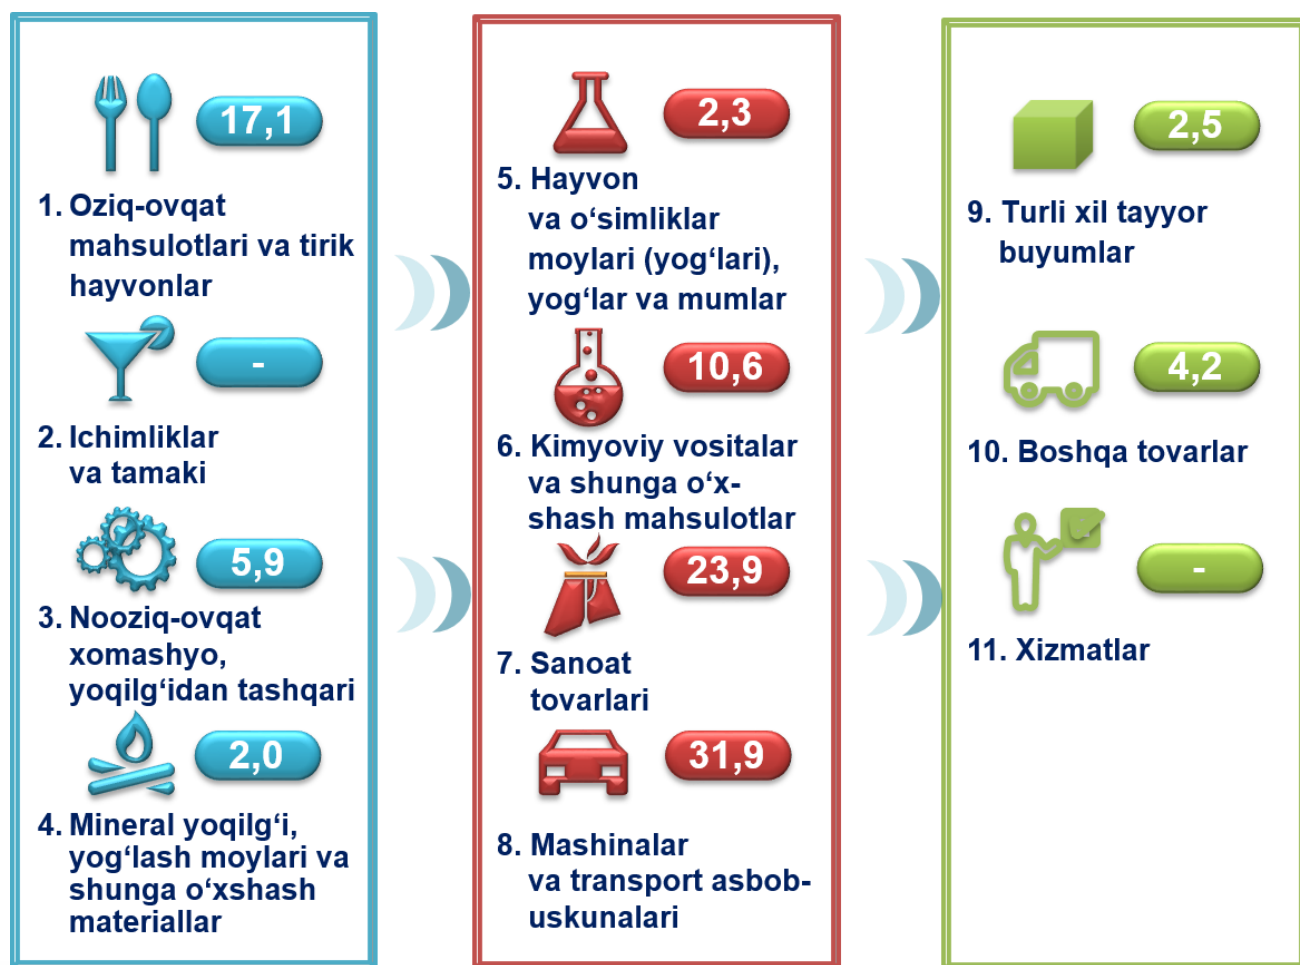 17,1
1. Oziq-ovqat
mahsulotlari va tirik
hayvonlar
-
2. Ichimliklar
va tamaki
5,9
3. Nooziq-ovqat
xomashyo,
yoqilg‘idan tashqari
2,0
4. Mineral yoqilg‘i,
yog‘lash moylari va
shunga o‘xshash
materiallar
2,3
5. Hayvon
va o‘simliklar
moylari (yog‘lari),
yog‘lar va mumlar
10,6
6. Kimyoviy vositalar
va shunga o‘x-
shash mahsulotlar
23,9
7. Sanoat
tovarlari
31,9
8. Mashinalar
va transport asbob-
uskunalari
2,5
9. Turli xil tayyor
buyumlar
4,2
10. Boshqa tovarlar
-
11. Xizmatlar